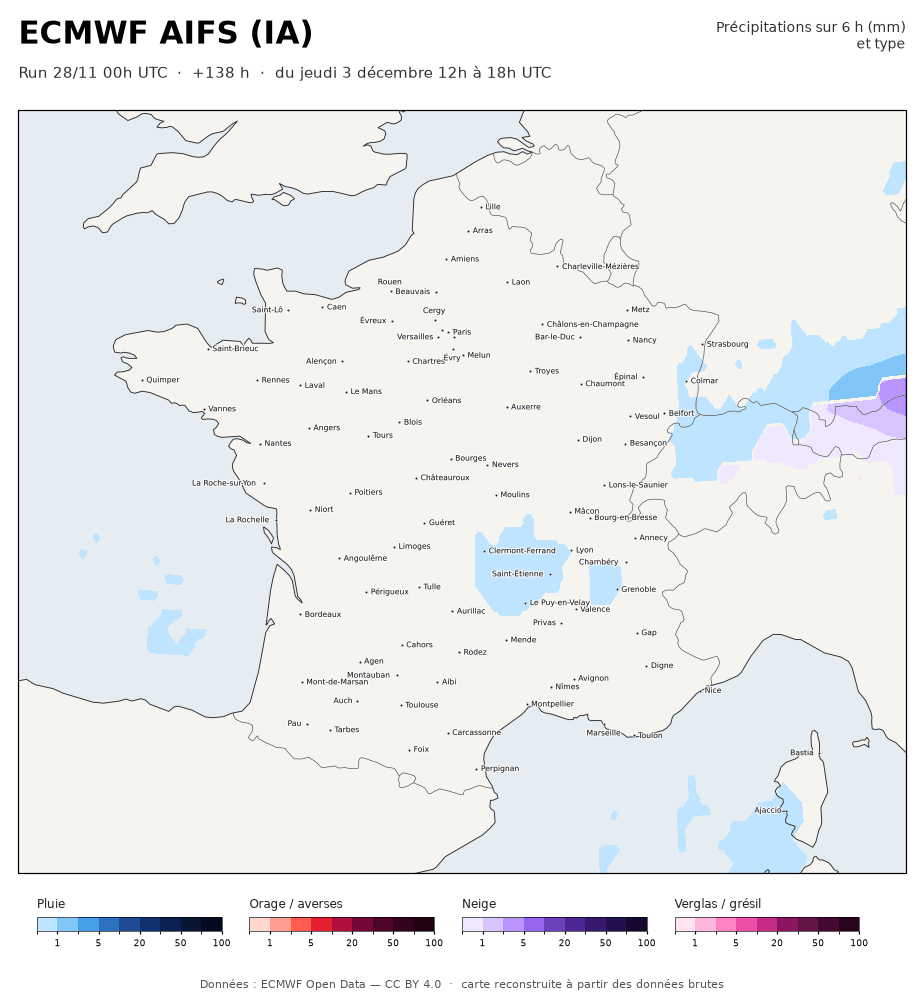 ECMWF AIFS (IA)
Précipitations sur 6 h (mm)
et type
Run 28/11 00h UTC · +138 h · du jeudi 3 décembre 12h à 18h UTC
Lille
Arras
Amiens
Charleville-Mézières
Rouen
Laon
Beauvais
Saint-Lô
Caen
Cergy
Metz
Évreux
Châlons-en-Champagne
Versailles
Paris
Bar-le-Duc
Nancy
Strasbourg
Saint-Brieuc
Évry
Melun
Alençon
Chartres
Troyes
Épinal
Quimper
Rennes
Laval
Chaumont
Colmar
Le Mans
Orléans
Auxerre
Vannes
Vesoul
Belfort
Blois
Angers
Tours
Dijon
Nantes
Besançon
Bourges
Nevers
Châteauroux
La Roche-sur-Yon
Lons-le-Saunier
Poitiers
Moulins
Niort
Mâcon
La Rochelle
Bourg-en-Bresse
Guéret
Annecy
Limoges
Clermont-Ferrand
Lyon
Angoulême
Chambéry
Saint-Étienne
Tulle
Périgueux
Grenoble
Le Puy-en-Velay
Aurillac
Valence
Bordeaux
Privas
Gap
Mende
Cahors
Rodez
Agen
Digne
Montauban
Mont-de-Marsan
Albi
Avignon
Nîmes
Nice
Auch
Toulouse
Montpellier
Pau
Tarbes
Carcassonne
Marseille
Toulon
Foix
Bastia
Perpignan
Ajaccio
Pluie
Orage / averses
Neige
Verglas / grésil
1 5 20 50 100
1 5 20 50 100
1 5 20 50 100
1 5 20 50 100
Données : ECMWF Open Data — CC BY 4.0 · carte reconstruite à partir des données brutes